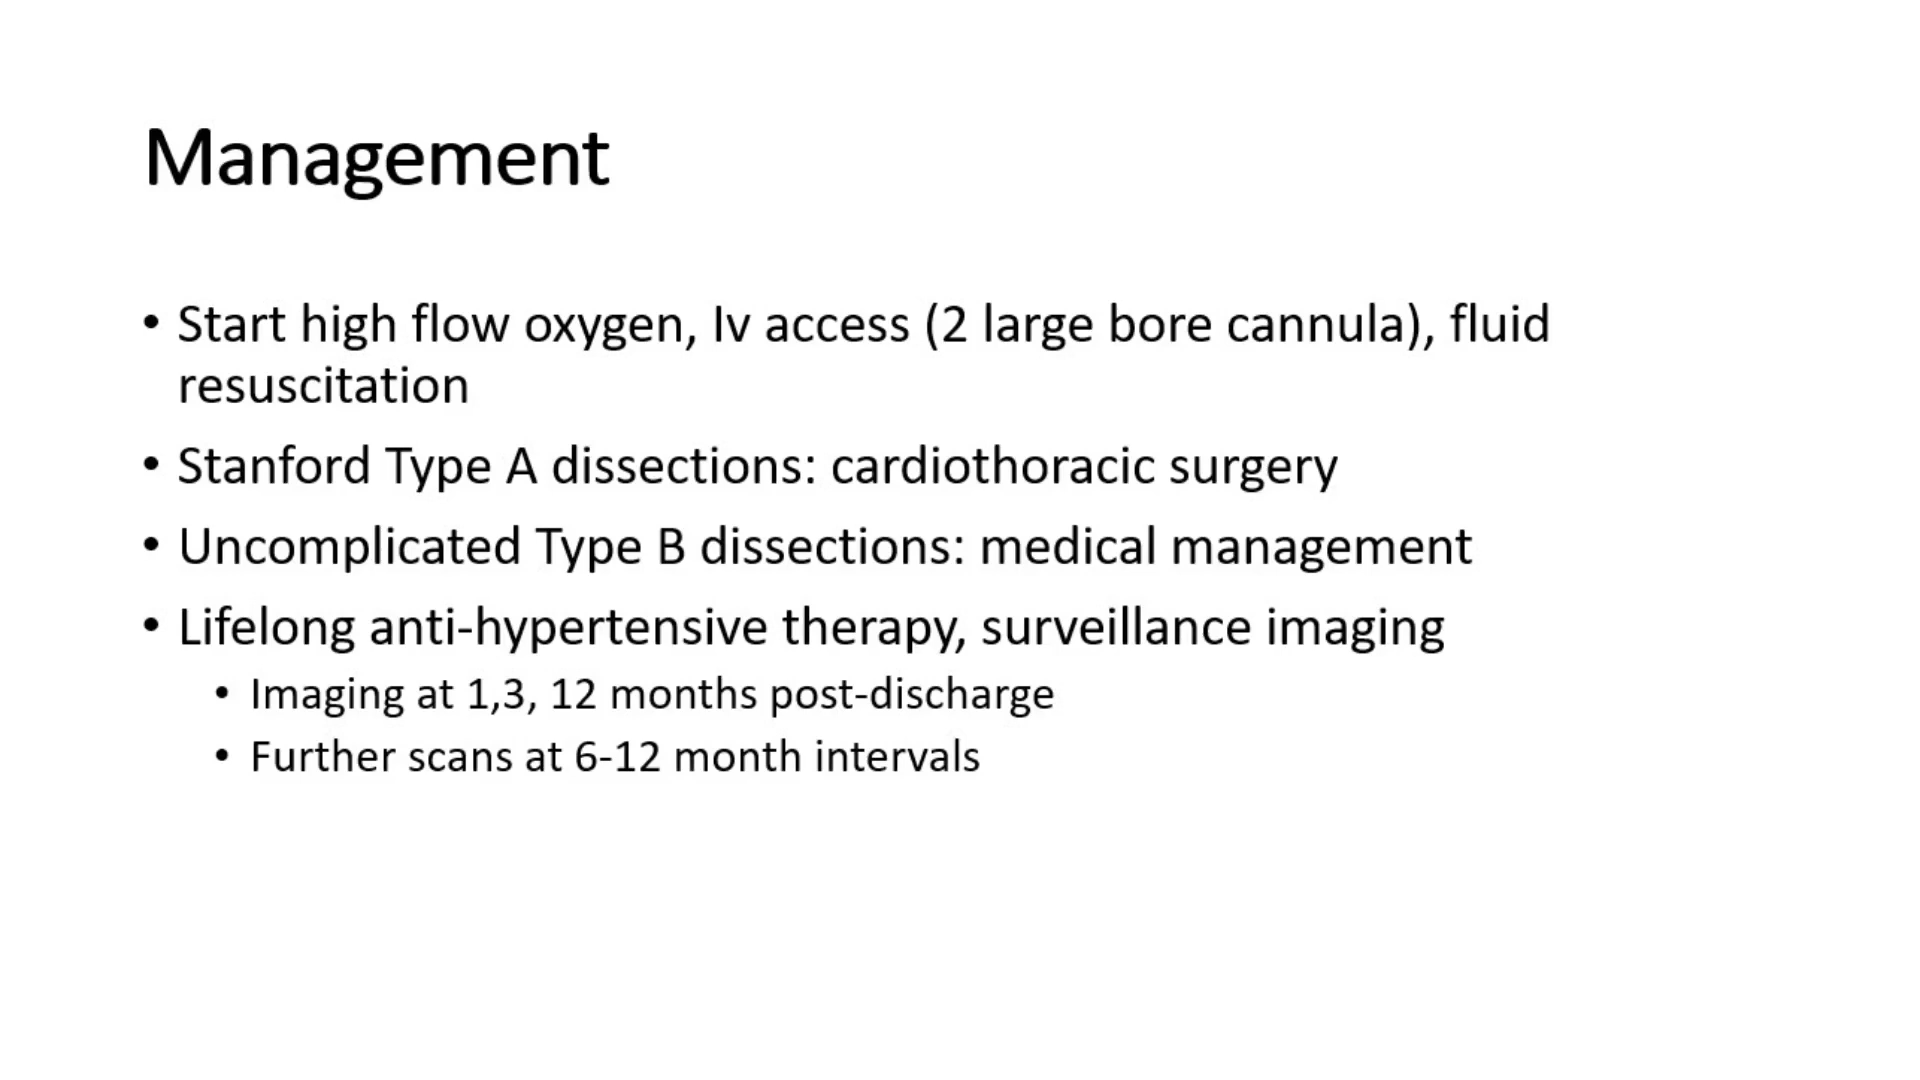 Management
• Start high flow oxygen, Iv access (2 large bore cannula), fluid
resuscitation
• Stanford Type A dissections: cardiothoracic surgery
• Uncomplicated Type B dissections: medical management
• Lifelong anti-hypertensive therapy, surveillance imaging
• Imaging at 1,3, 12 months post-discharge
• Further scans at 6-12 month intervals